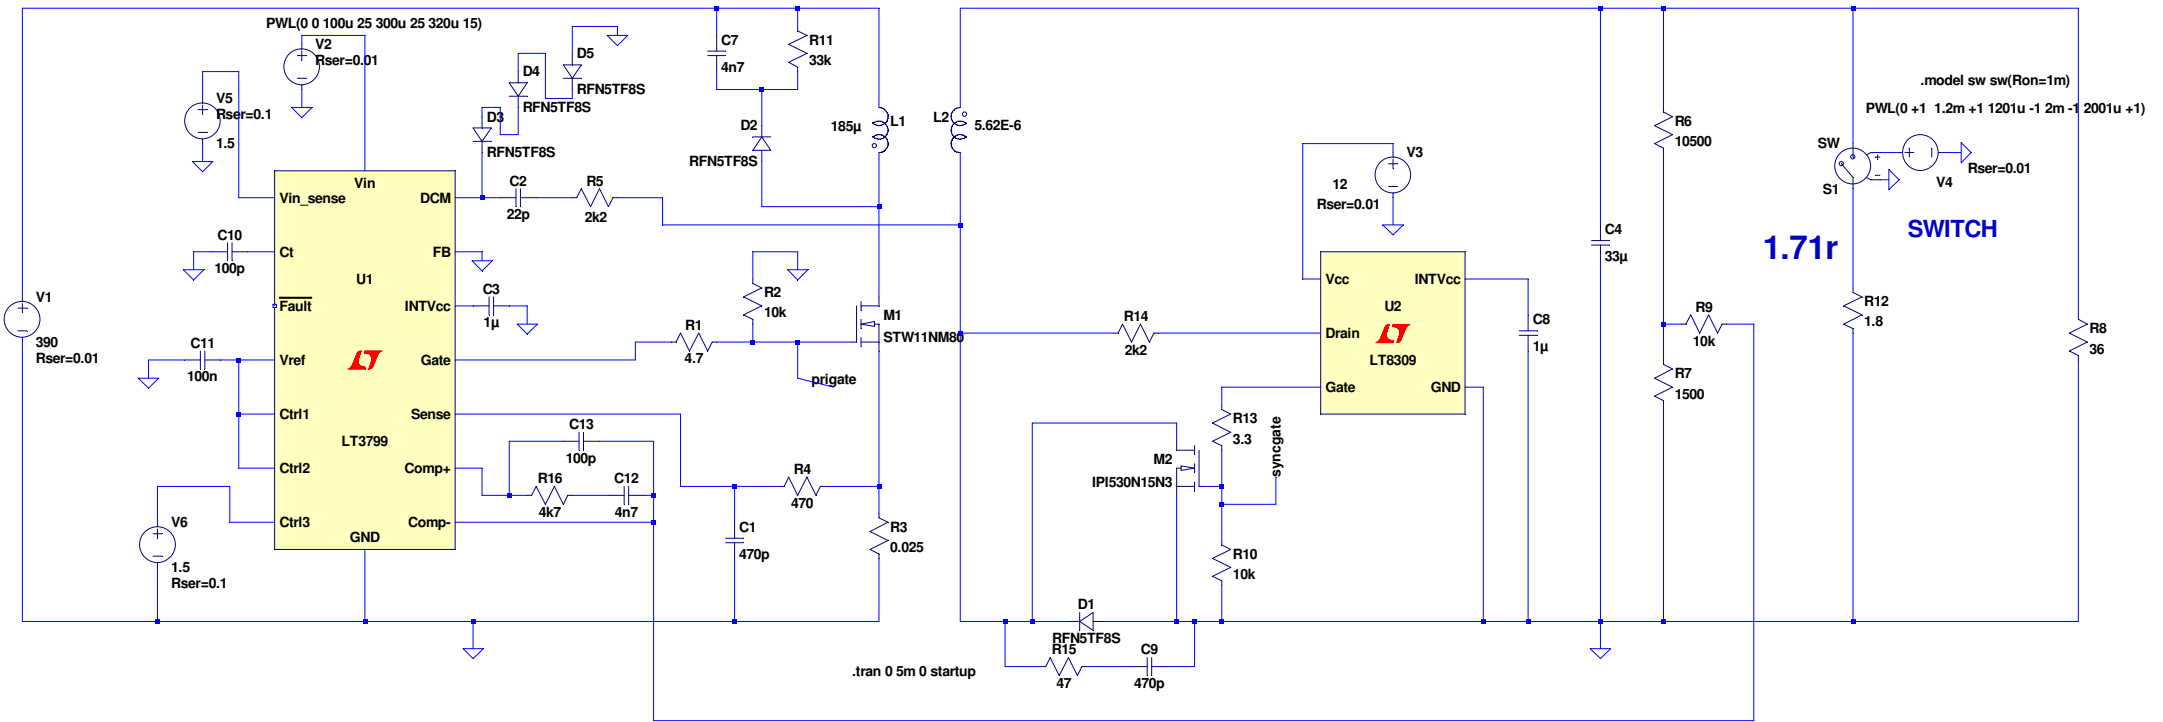 PWL(0 0 100u 25 300u 25 320u 15)
V2
Rser=0.01
V5
Rser=0.1
1.5
D5
RFN5TF8S
D4
RFN5TF8S
D3
RFN5TF8S
C7
4n7
R11
33k
D2
RFN5TF8S
185µ
L1
L2
5.62E-6
Vin
Vin_sense
DCM
Ct
FB
U1
Fault
INTVcc
Vref
Gate
Ctrl1
Sense
LT3799
Ctrl2
Comp+
Ctrl3
Comp-
GND
C2
22p
R5
2k2
C10
100p
C3
1µ
V1
390
Rser=0.01
C11
100n
R1
4.7
R2
10k
prigate
M1
STW11NM80
C13
100p
R16
4k7
C12
4n7
R4
470
C1
470p
R3
0.025
V6
1.5
Rser=0.1
.tran 0 5m 0 startup
V3
12
Rser=0.01
Vcc
INTVcc
U2
Drain
LT8309
Gate
GND
R14
2k2
C8
1µ
R13
3.3
syncgate
M2
IPI530N15N3
R10
10k
D1
RFN5TF8S
R15
47
C9
470p
C4
33µ
R6
10500
R9
10k
R7
1500
.model sw sw(Ron=1m)
PWL(0 +1 1.2m +1 1201u -1 2m -1 2001u +1)
SW
S1
+
-
V4
Rser=0.01
SWITCH
1.71r
R12
1.8
R8
36